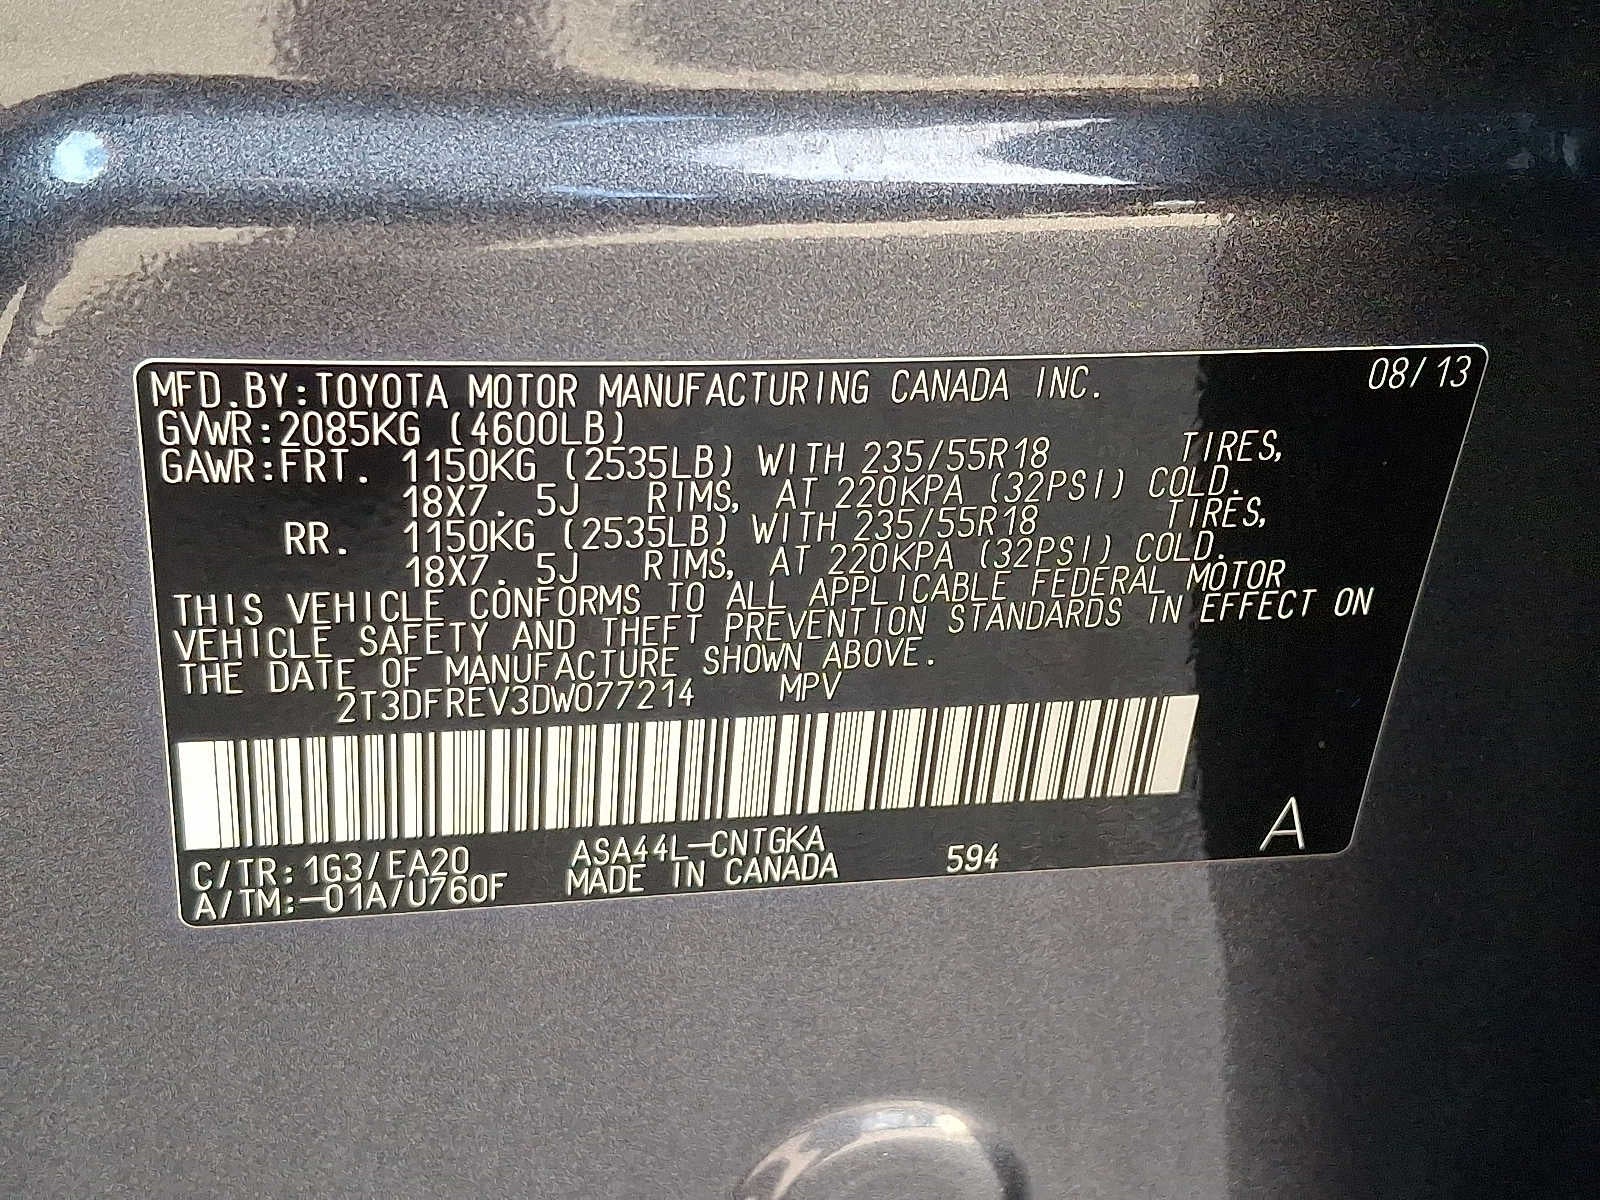 MFD.BY:TOYOTA MOTOR MANUFACTURING CANADA INC. 08/13
GVWR:2085KG (4600LB)
GAWR:FRT. 1150KG (2535LB) WITH 235/55R18 TIRES,
18X7.5J RIMS, AT 220KPA (32PSI) COLD.
RR. 1150KG (2535LB) WITH 235/55R18 TIRES,
18X7.5J RIMS, AT 220KPA (32PSI) COLD.
THIS VEHICLE CONFORMS TO ALL APPLICABLE FEDERAL MOTOR
VEHICLE SAFETY AND THEFT PREVENTION STANDARDS IN EFFECT ON
THE DATE OF MANUFACTURE SHOWN ABOVE.
2T3DFREV3DW077214 MPV
C/TR:1G3/EA20 ASA44L-CNTGKA 594 A
A/TM:-01A/U760F MADE IN CANADA